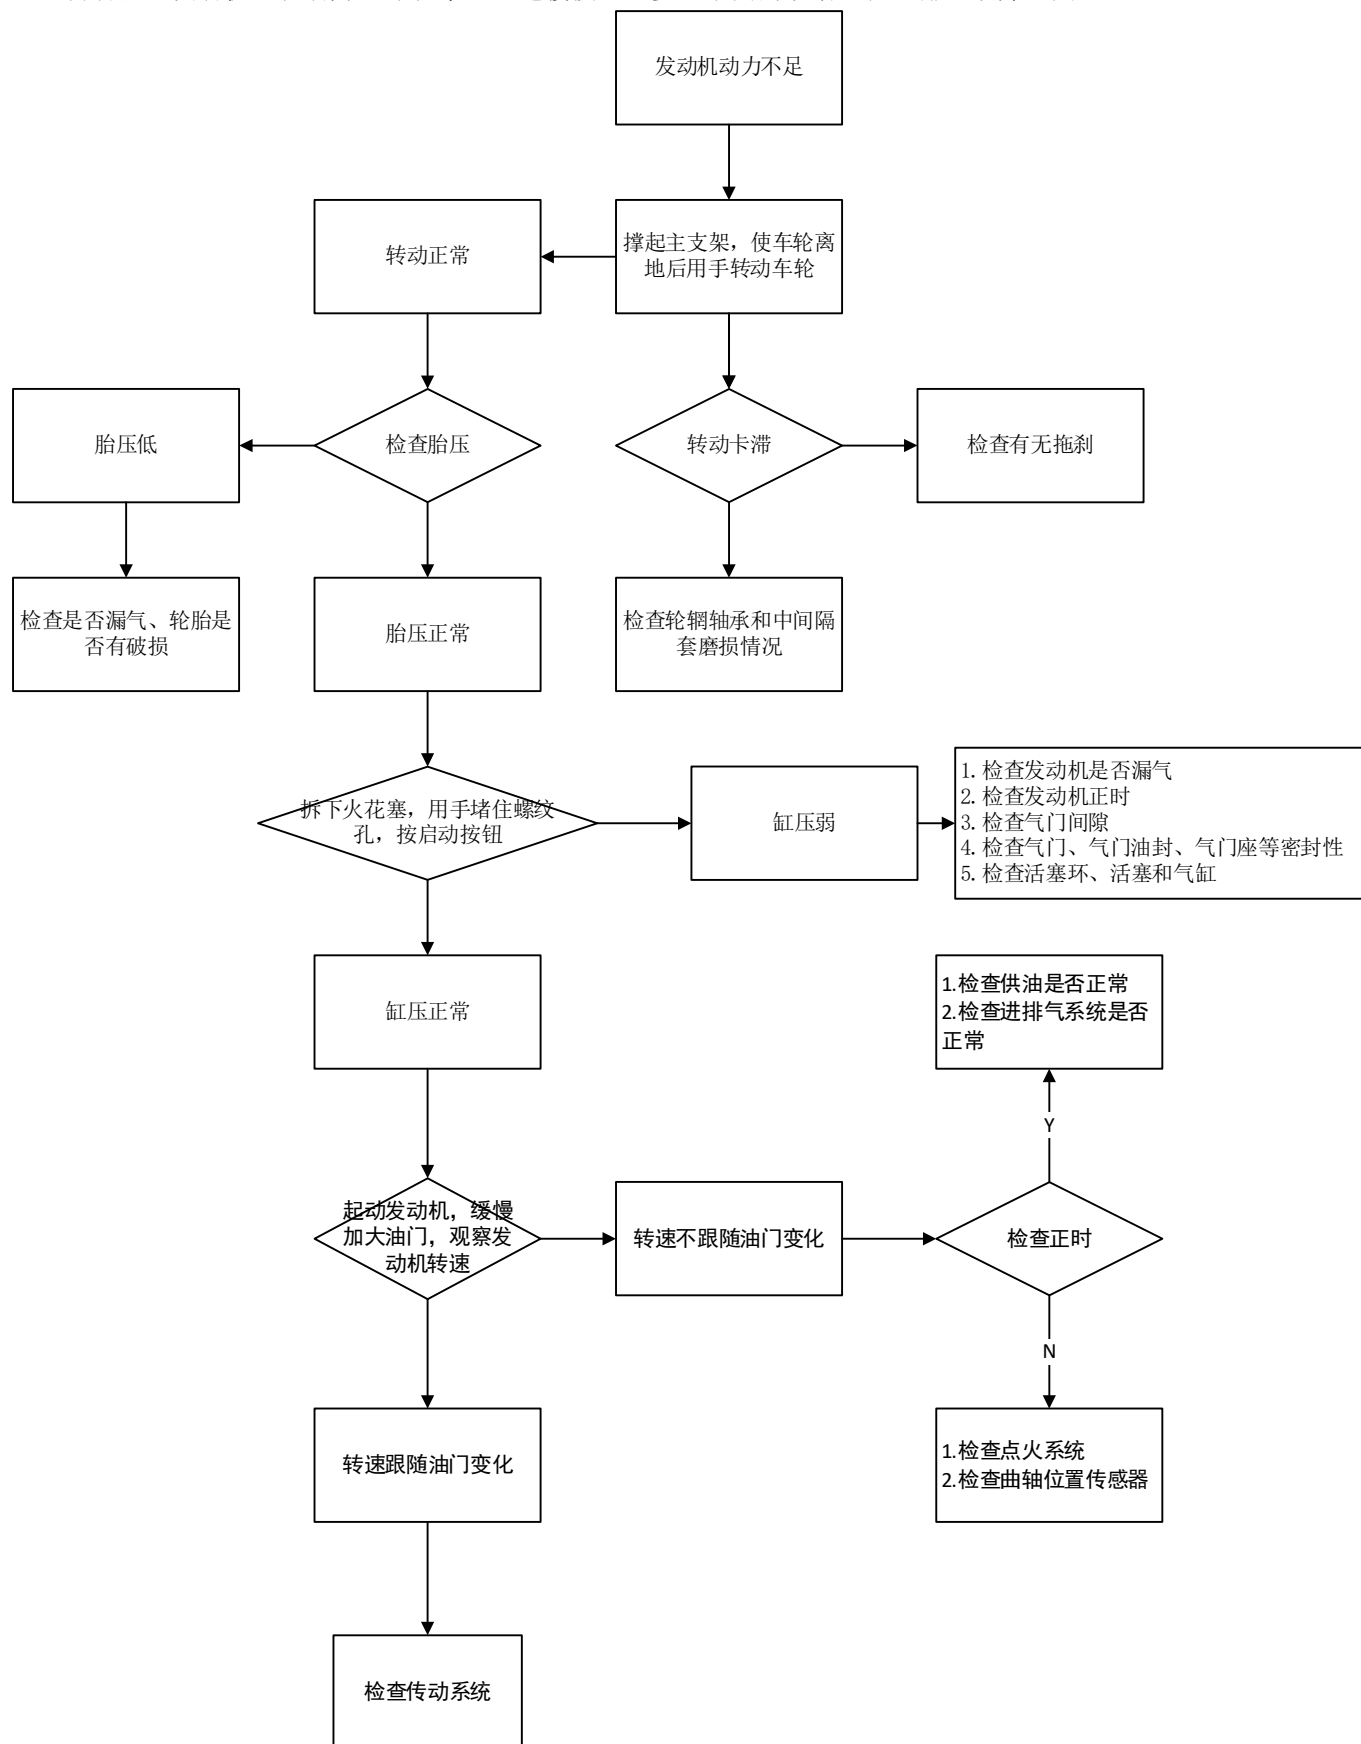 发动机动力不足
转动正常
撑起主支架，使车轮离
地后用手转动车轮
胎压低
检查胎压
转动卡滞
检查有无拖刹
检查是否漏气、轮胎是
否有破损
胎压正常
检查轮辋轴承和中间隔
套磨损情况
拆下火花塞，用手堵住螺纹
孔，按启动按钮
缸压弱
1. 检查发动机是否漏气
2. 检查发动机正时
3. 检查气门间隙
4. 检查气门、气门油封、气门座等密封性
5. 检查活塞环、活塞和气缸
缸压正常
1.检查供油是否正常
2.检查进排气系统是否
正常
Y
起动发动机，缓慢
加大油门，观察发
动机转速
转速不跟随油门变化
检查正时
N
转速跟随油门变化
1.检查点火系统
2.检查曲轴位置传感器
检查传动系统